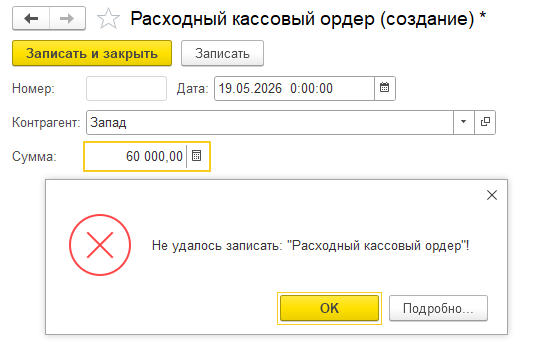 Расходный кассовый ордер (создание) *
Записать и закрыть Записать
Номер: Дата: 19.05.2026 0:00:00
Контрагент: Запад
Сумма: 60 000,00
Не удалось записать: "Расходный кассовый ордер"!
OK Подробно...